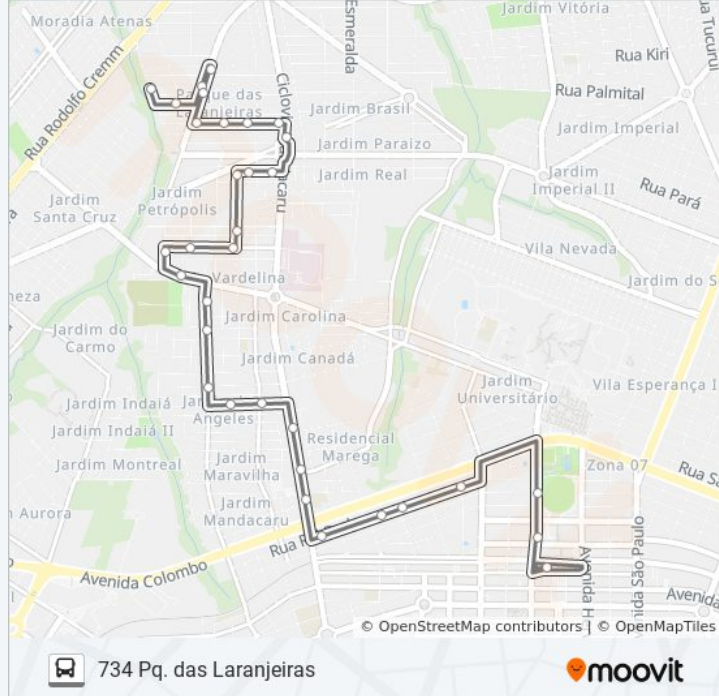 Moradia Atenas
Esmeralda
Jardim Vitória
Rua Tucuruí
Rua Kiri
Rua Rodolfo Cremm
Parque das
Laranjeiras
Jardim Brasil
Rua Palmital
Jardim Imperial
Jardim Paraizo
Jardim Real
Jardim
Imperial II
Rua Pará
Jardim
Santa Cruz
Jardim
Petrópolis
Vila Nevada
Vardelina
Jardim do S
neza
Jardim Carolina
Jardim do
Carmo
Jardim Canadá
Jardim
Universitário
Vila Esperança I
Jardim Indaiá
Angeles
Jardim Indaiá II
Residencial
Marega
Jardim Montreal
Jardim
Maravilha
Zona 07
Rua Sa
n Aurora
Jardim
Mandacaru
Rua R
Avenida Colombo
Avenida H
nida São Paulo
Avenida
© OpenStreetMap contributors | © OpenMapTiles
734 Pq. das Laranjeiras
moovit